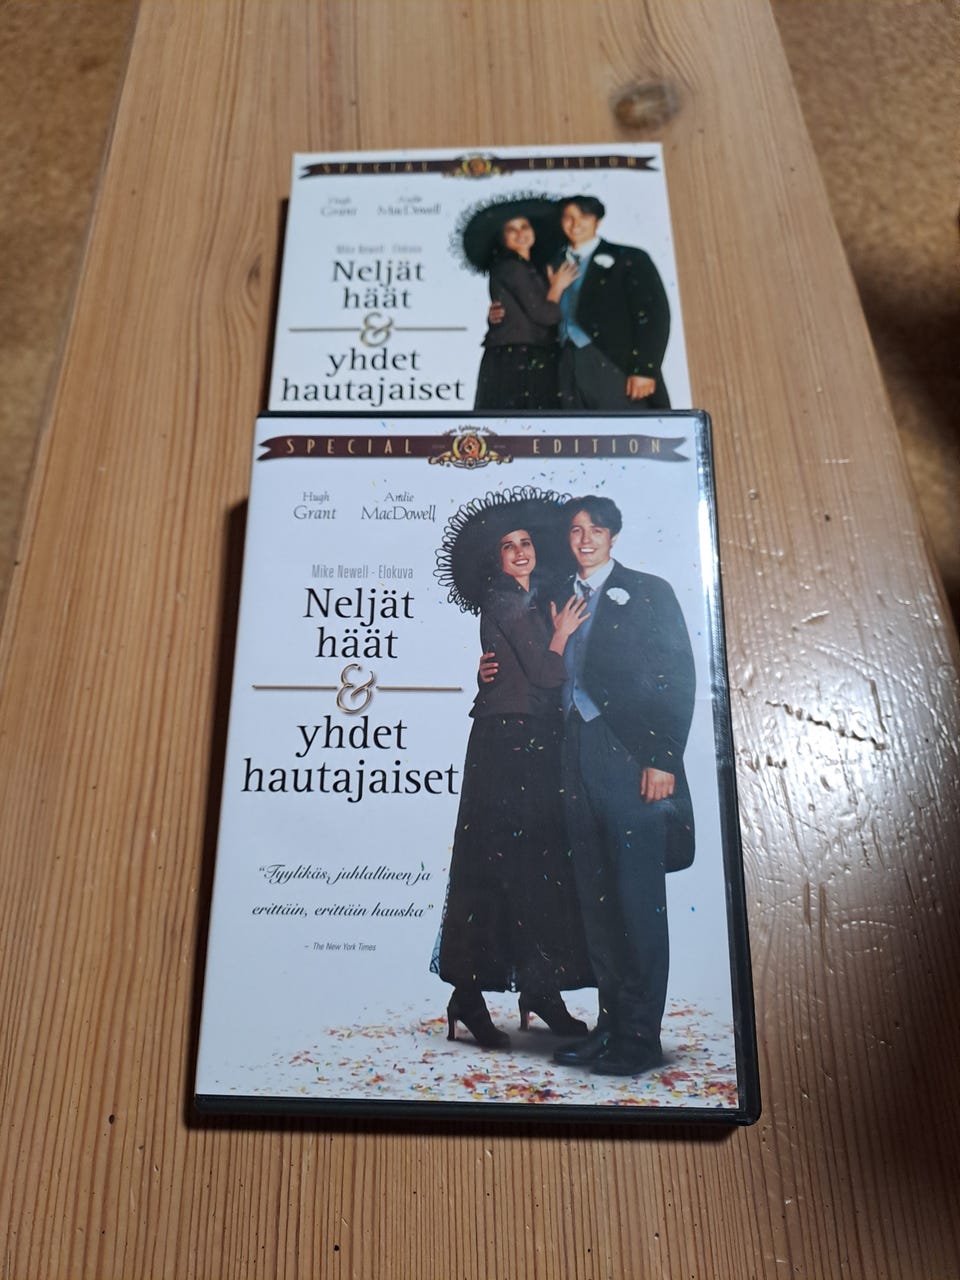 SPECIAL EDITION
Hugh Andie
Grant MacDowell
Mike Newell - Elokuva
Neljät
häät
&
yhdet
hautajaiset
SPECIAL EDITION
Hugh Andie
Grant MacDowell
Mike Newell - Elokuva
Neljät
häät
&
yhdet
hautajaiset
"Tyylikäs, juhlallinen ja
erittäin, erittäin hauska"
- The New York Times